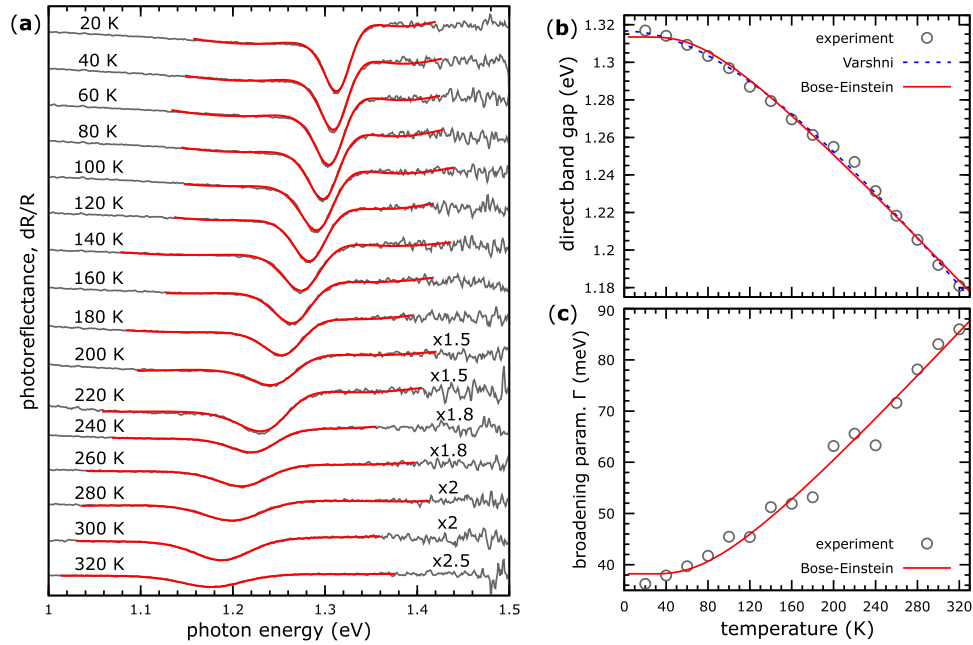 (a)
20 K
40 K
60 K
80 K
100 K
120 K
140 K
160 K
180 K
200 K
x1.5
220 K
x1.5
240 K
x1.8
260 K
x1.8
280 K
x2
300 K
x2
320 K
x2.5
photoreflectance, dR/R
1 1.1 1.2 1.3 1.4 1.5
photon energy (eV)
(b)
1.32
1.3
1.28
1.26
1.24
1.22
1.2
1.18
direct band gap (eV)
experiment
Varshni
Bose-Einstein
(c)
90
80
70
60
50
40
broadening param. Γ (meV)
experiment
Bose-Einstein
0 40 80 120 160 200 240 280 320
temperature (K)